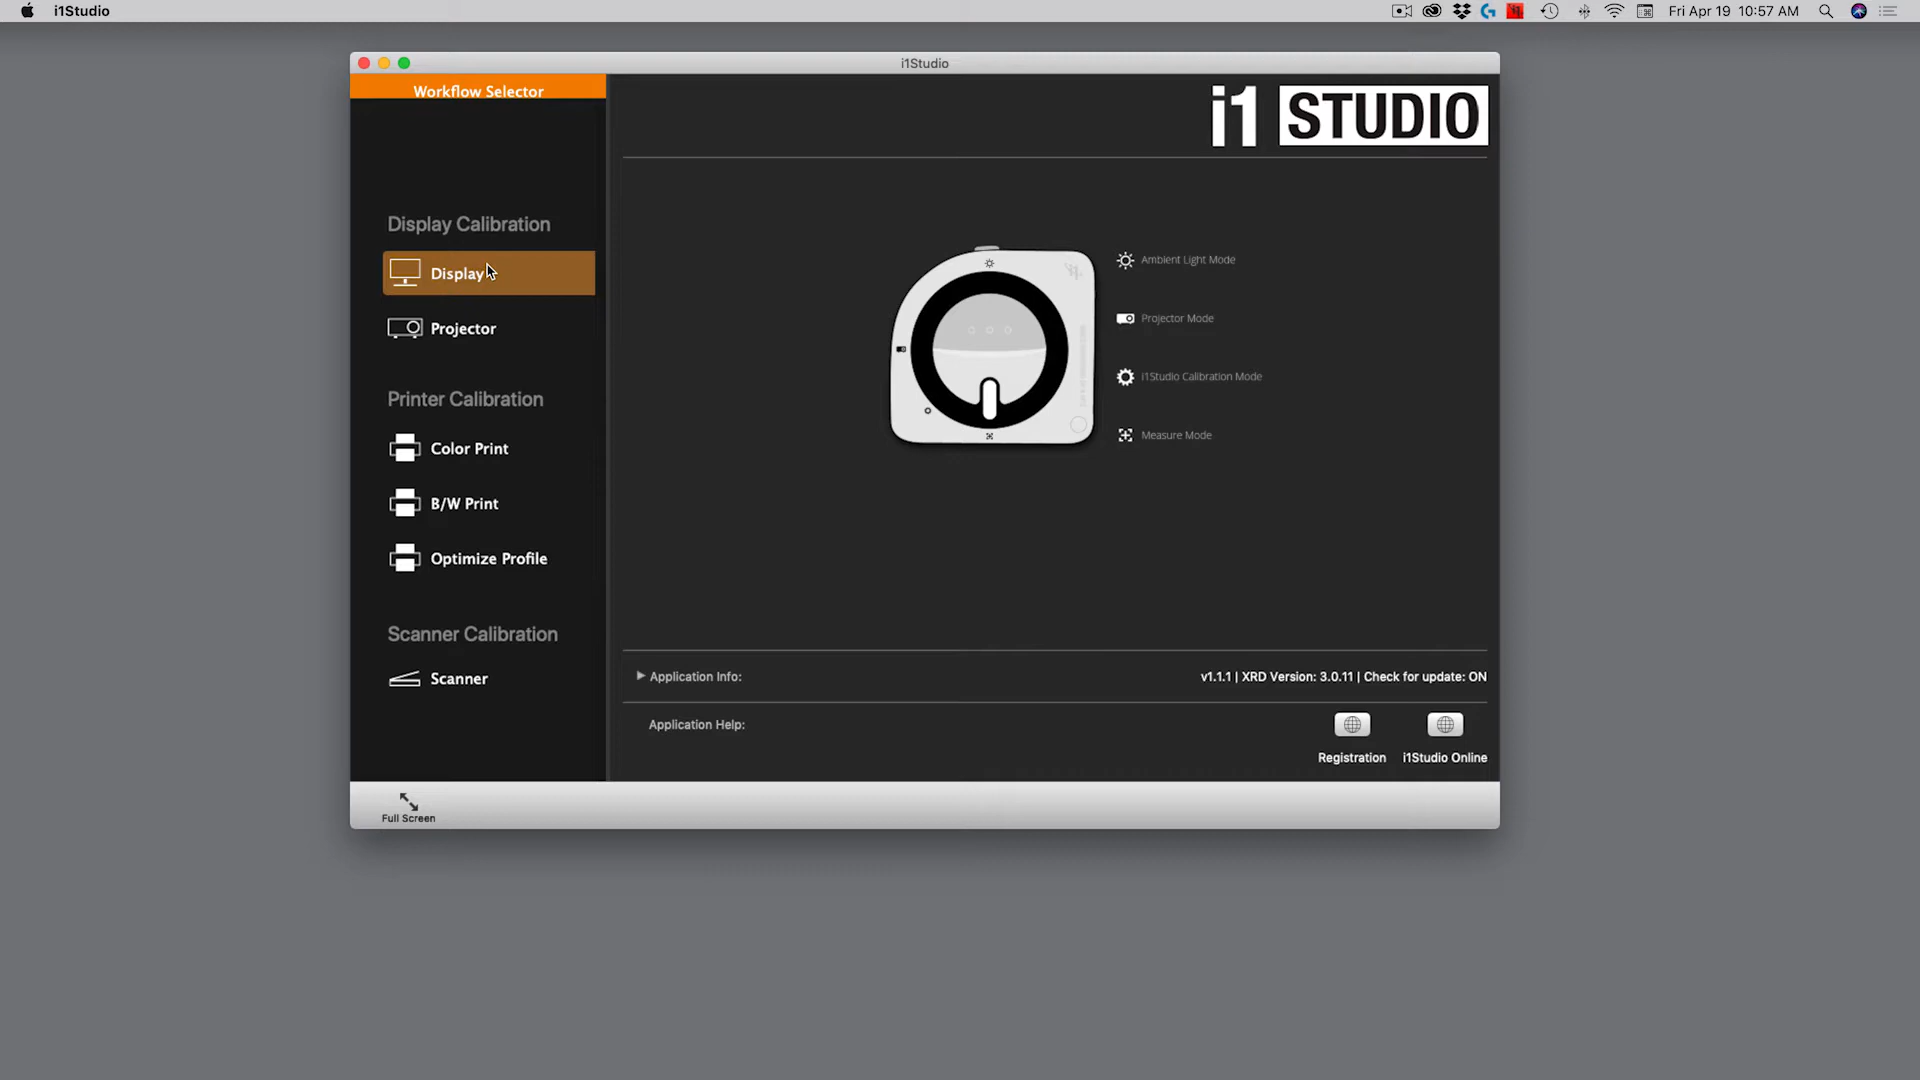 i1Studio
Fri Apr 19 10:57 AM
i1Studio
Workflow Selector
i1 STUDIO
Display Calibration
Display
Projector
Printer Calibration
Color Print
B/W Print
Optimize Profile
Scanner Calibration
Scanner
Ambient Light Mode
Projector Mode
i1Studio Calibration Mode
Measure Mode
Application Info:
v1.1.1 | XRD Version: 3.0.11 | Check for update: ON
Application Help:
Registration
i1Studio Online
Full Screen